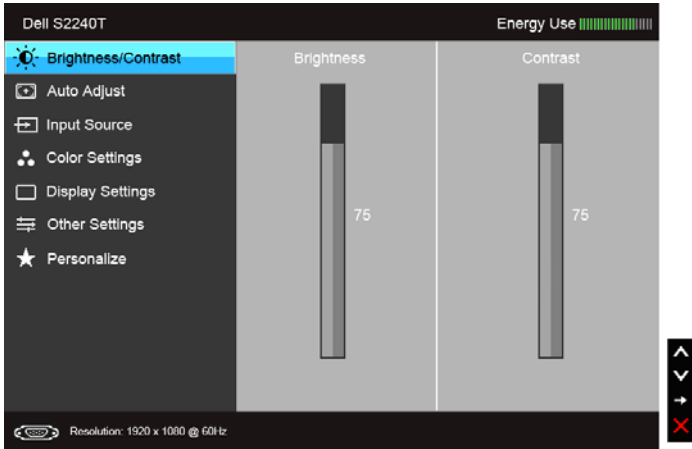 Dell S2240T
Energy Use
Brightness/Contrast
Auto Adjust
Input Source
Color Settings
Display Settings
Other Settings
Personalize
Brightness
Contrast
75
75
Resolution: 1920 x 1080 @ 60Hz